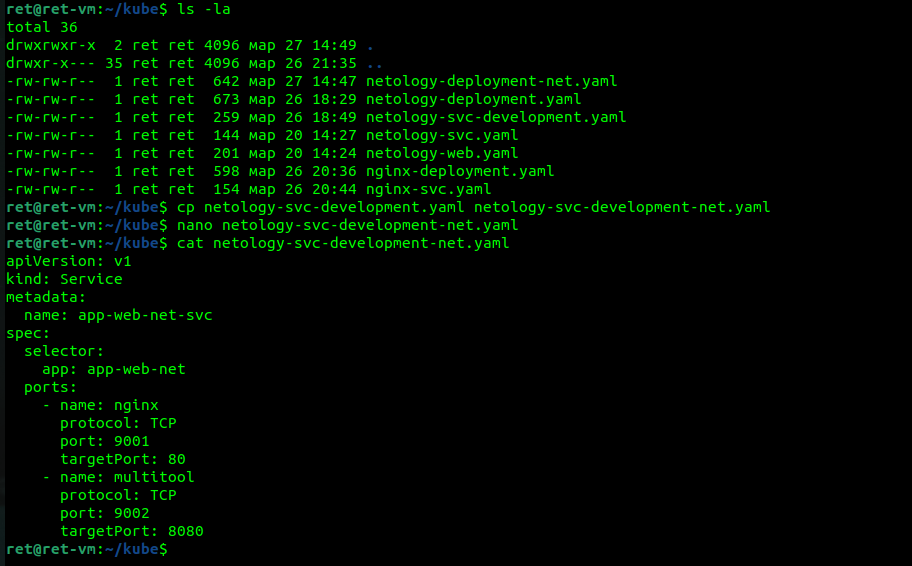 ret@ret-vm:~/kube$ ls -la
total 36
drwxrwxr-x  2 ret ret 4096 мар 27 14:49 .
drwxr-x--- 35 ret ret 4096 мар 26 21:35 ..
-rw-rw-r--  1 ret ret  642 мар 27 14:47 netology-deployment-net.yaml
-rw-rw-r--  1 ret ret  673 мар 26 18:29 netology-deployment.yaml
-rw-rw-r--  1 ret ret  259 мар 26 18:49 netology-svc-development.yaml
-rw-rw-r--  1 ret ret  144 мар 20 14:27 netology-svc.yaml
-rw-rw-r--  1 ret ret  201 мар 20 14:24 netology-web.yaml
-rw-rw-r--  1 ret ret  598 мар 26 20:36 nginx-deployment.yaml
-rw-rw-r--  1 ret ret  154 мар 26 20:44 nginx-svc.yaml
ret@ret-vm:~/kube$ cp netology-svc-development.yaml netology-svc-development-net.yaml
ret@ret-vm:~/kube$ nano netology-svc-development-net.yaml
ret@ret-vm:~/kube$ cat netology-svc-development-net.yaml
apiVersion: v1
kind: Service
metadata:
  name: app-web-net-svc
spec:
  selector:
    app: app-web-net
  ports:
    - name: nginx
      protocol: TCP
      port: 9001
      targetPort: 80
    - name: multitool
      protocol: TCP
      port: 9002
      targetPort: 8080
ret@ret-vm:~/kube$